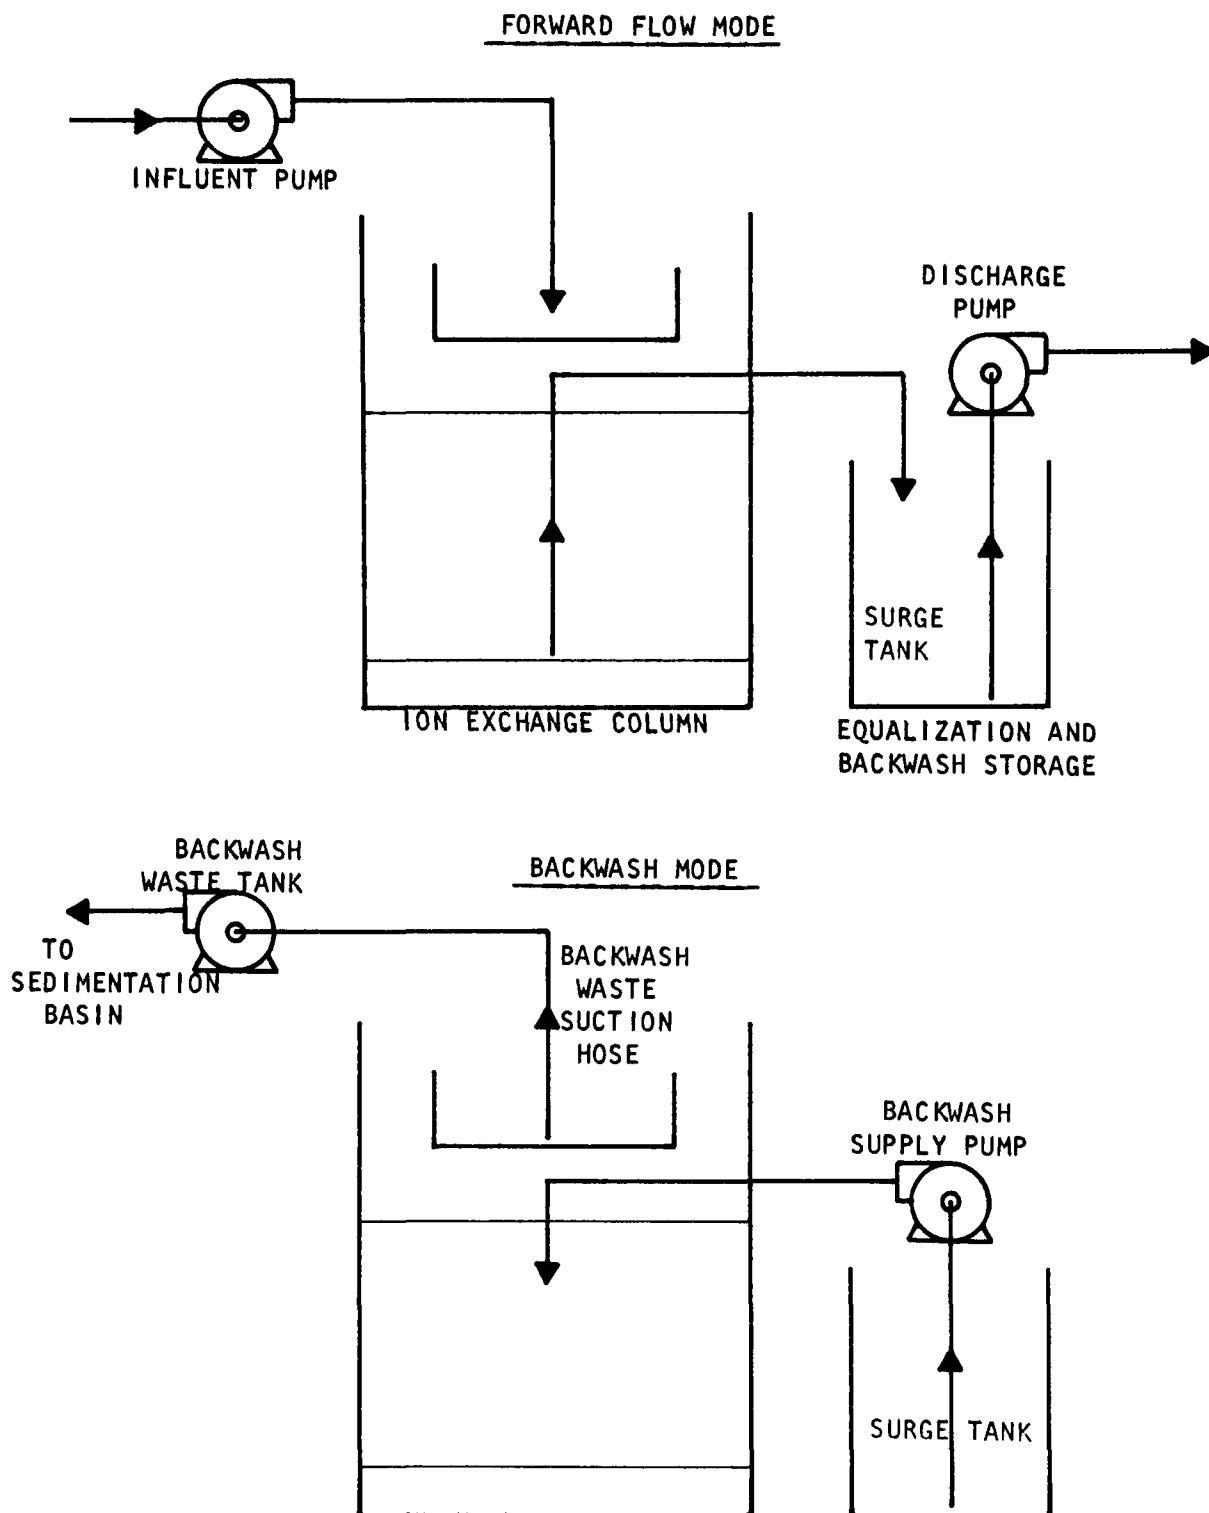 FORWARD FLOW MODE
INFLUENT PUMP
DISCHARGE
PUMP
SURGE
TANK
ION EXCHANGE COLUMN
EQUALIZATION AND
BACKWASH STORAGE
BACKWASH
WASTE TANK
BACKWASH MODE
TO
SEDIMENTATION
BASIN
BACKWASH
WASTE
SUCTION
HOSE
BACKWASH
SUPPLY PUMP
SURGE TANK